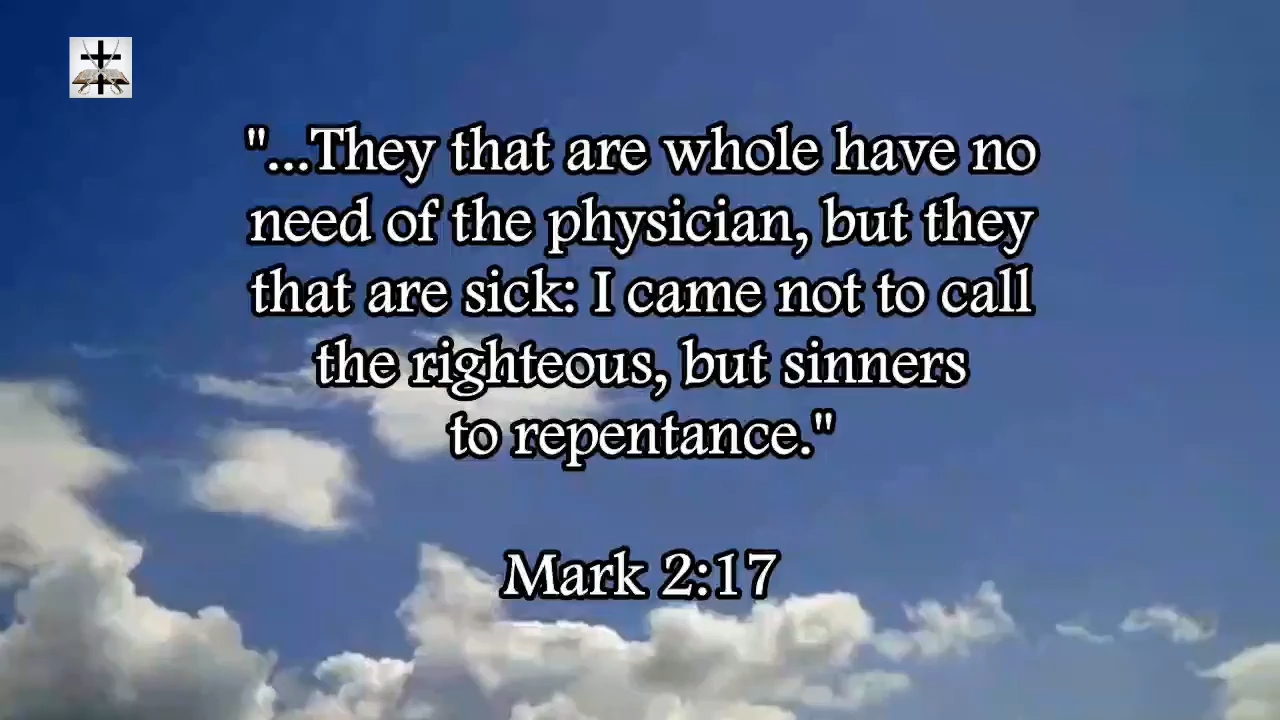 "...They that are whole have no
need of the physician, but they
that are sick: I came not to call
the righteous, but sinners
to repentance."
Mark 2:17